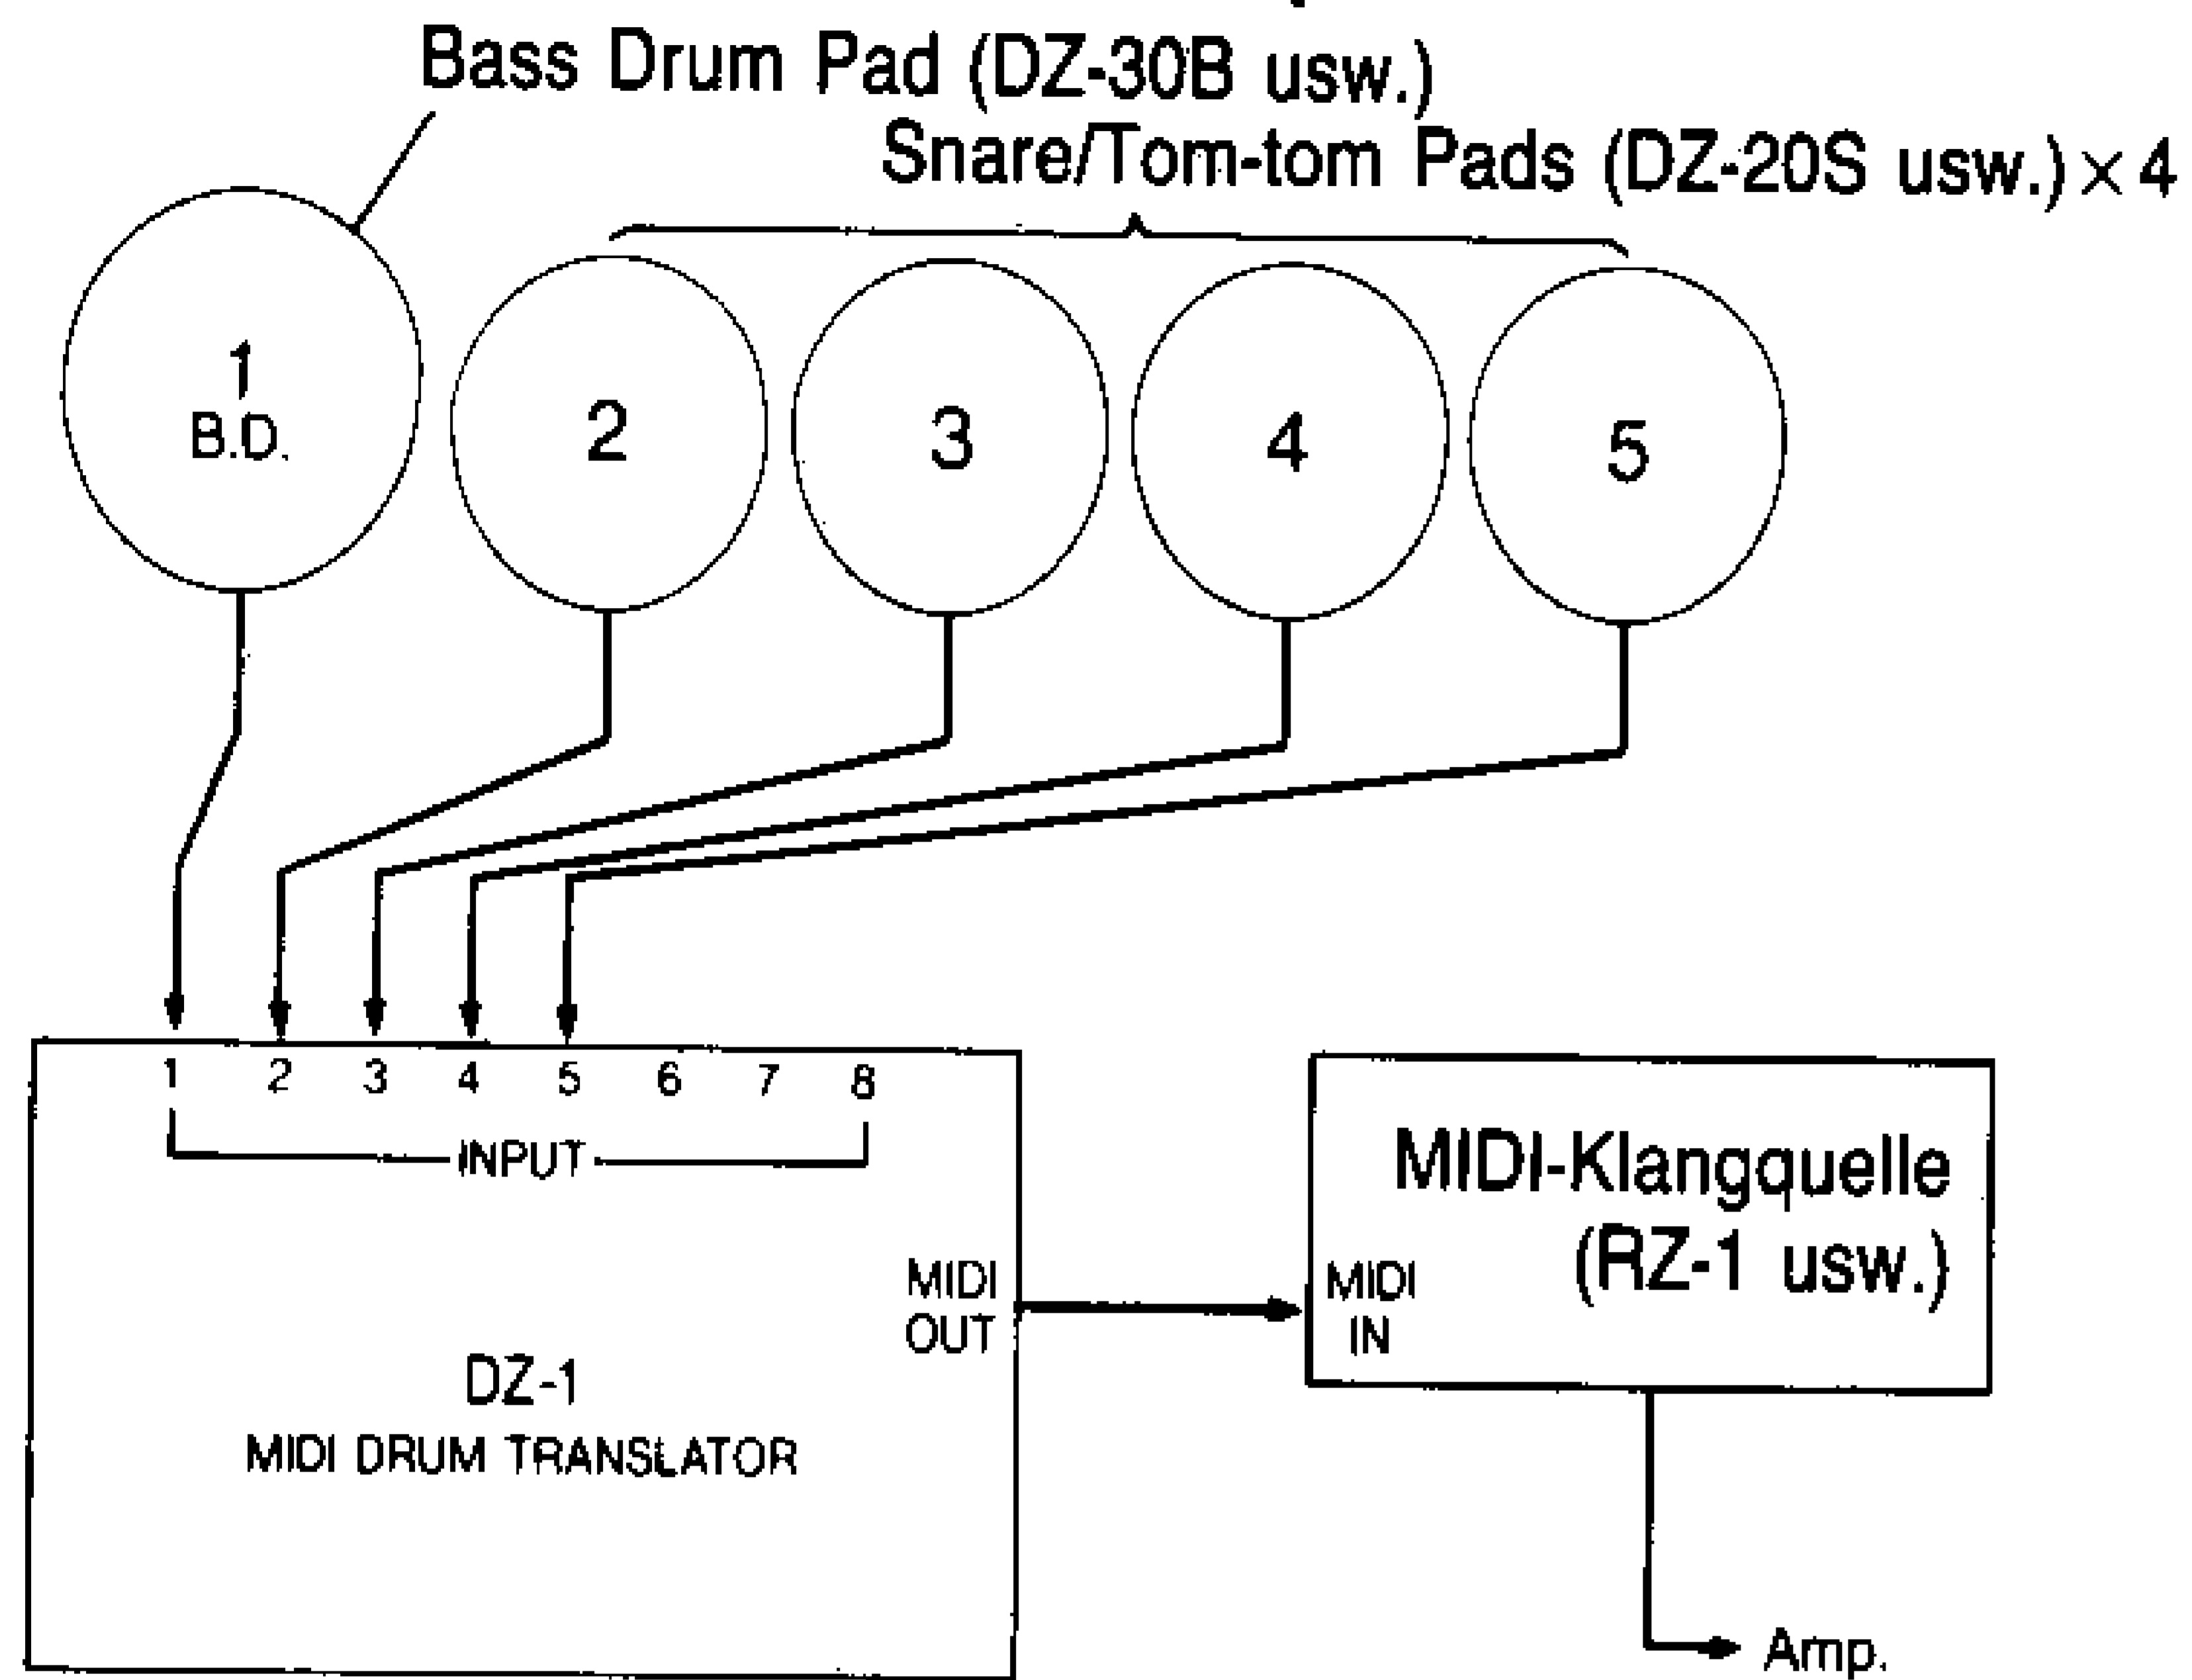 Bass Drum Pad (DZ-30B usw.)
Snare/Tom-tom Pads (DZ-20S usw.)×4
1
B.D.
2
3
4
5
1 2 3 4 5 6 7 8
INPUT
MIDI
OUT
DZ-1
MIDI DRUM TRANSLATOR
MIDI-Klangquelle
(RZ-1 usw.)
MIDI
IN
Amp.